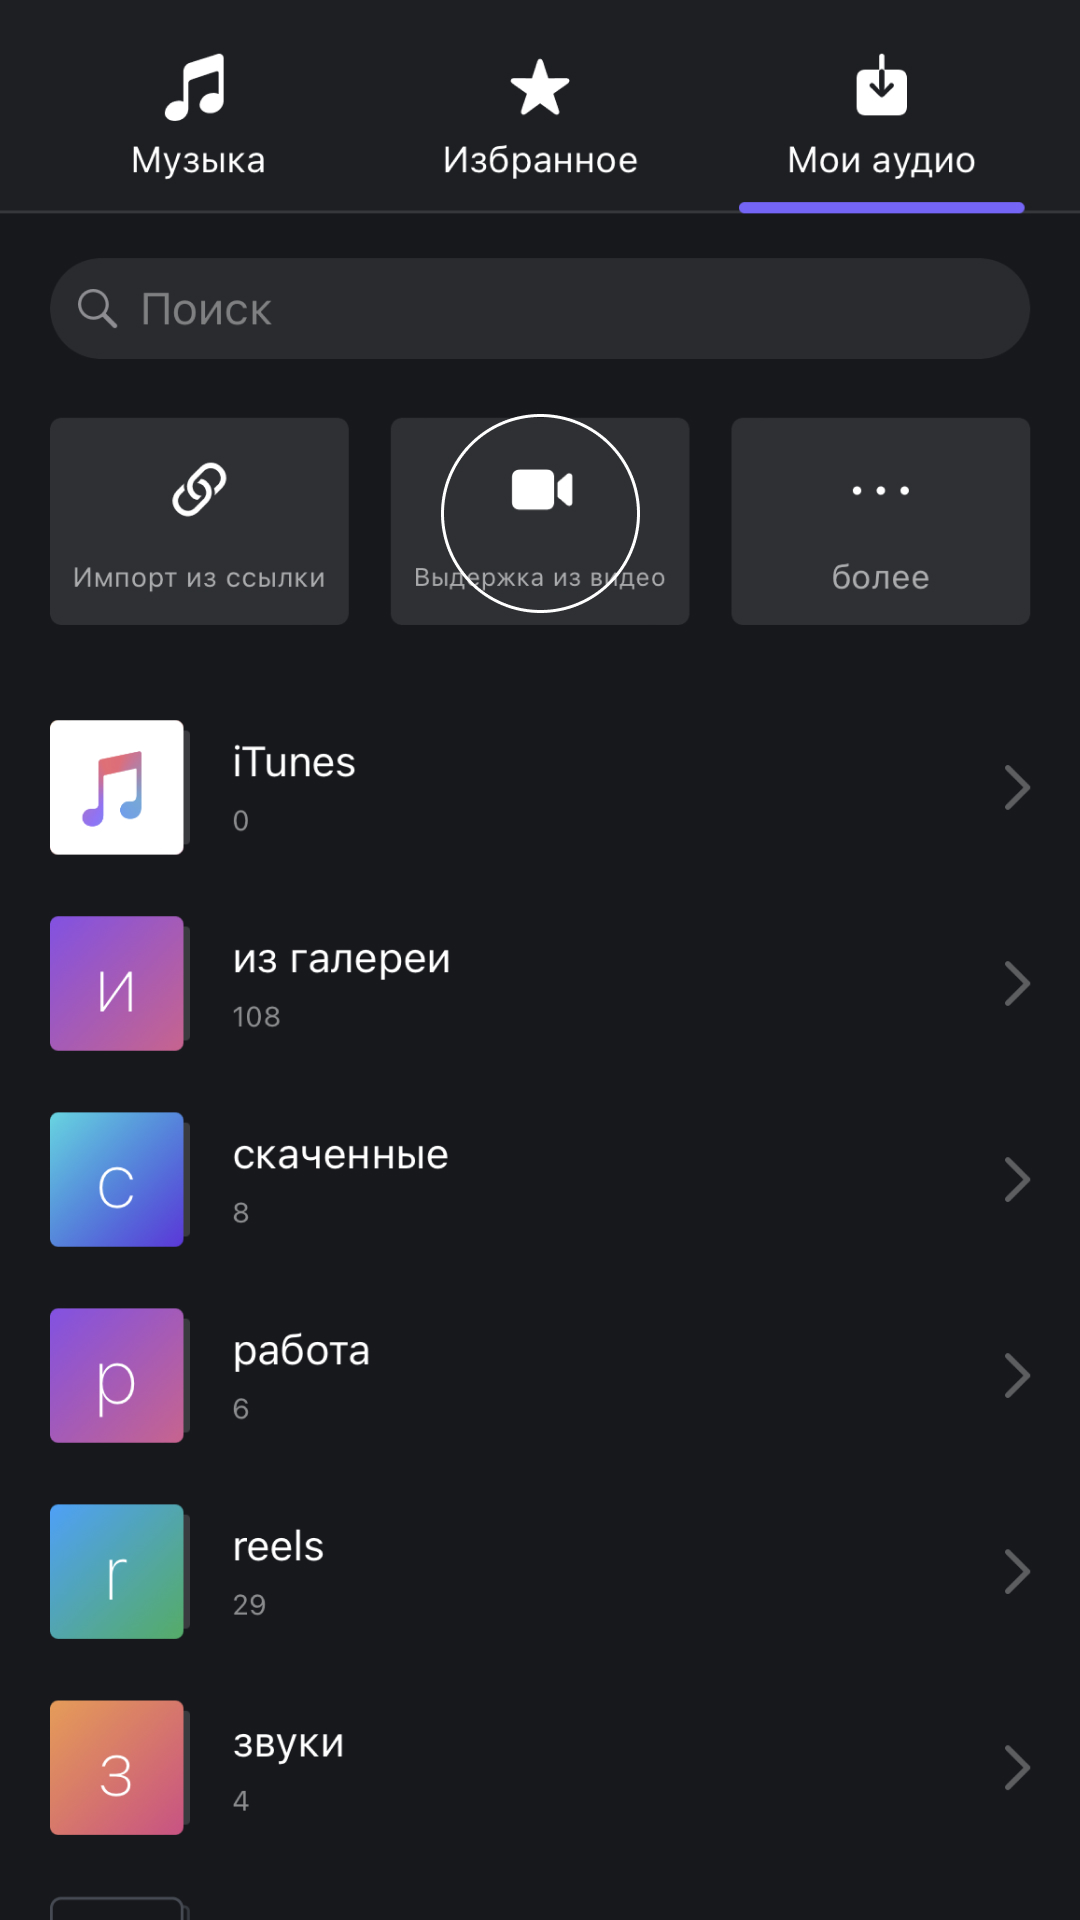 Музыка
Избранное
Мои аудио
Поиск
Импорт из ссылки
Выдержка из видео
более
iTunes
0
и
из галереи
108
с
скаченные
8
р
работа
6
r
reels
29
з
звуки
4